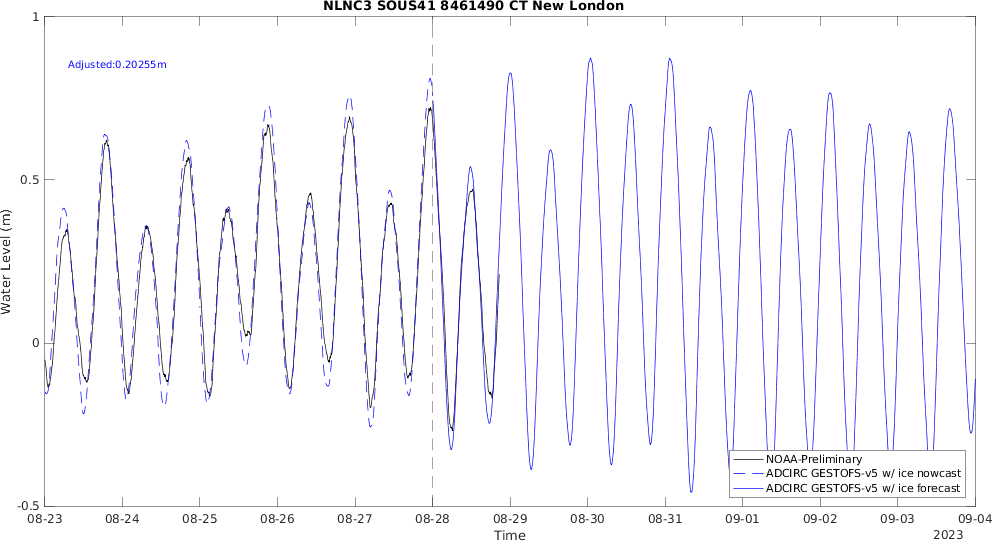 NLNC3 SOUS41 8461490 CT New London
Adjusted:0.20255m
Water Level (m)
1
0.5
0
-0.5
NOAA-Preliminary
ADCIRC GESTOFS-v5 w/ ice nowcast
ADCIRC GESTOFS-v5 w/ ice forecast
08-23 08-24 08-25 08-26 08-27 08-28 08-29 08-30 08-31 09-01 09-02 09-03 09-04
Time
2023